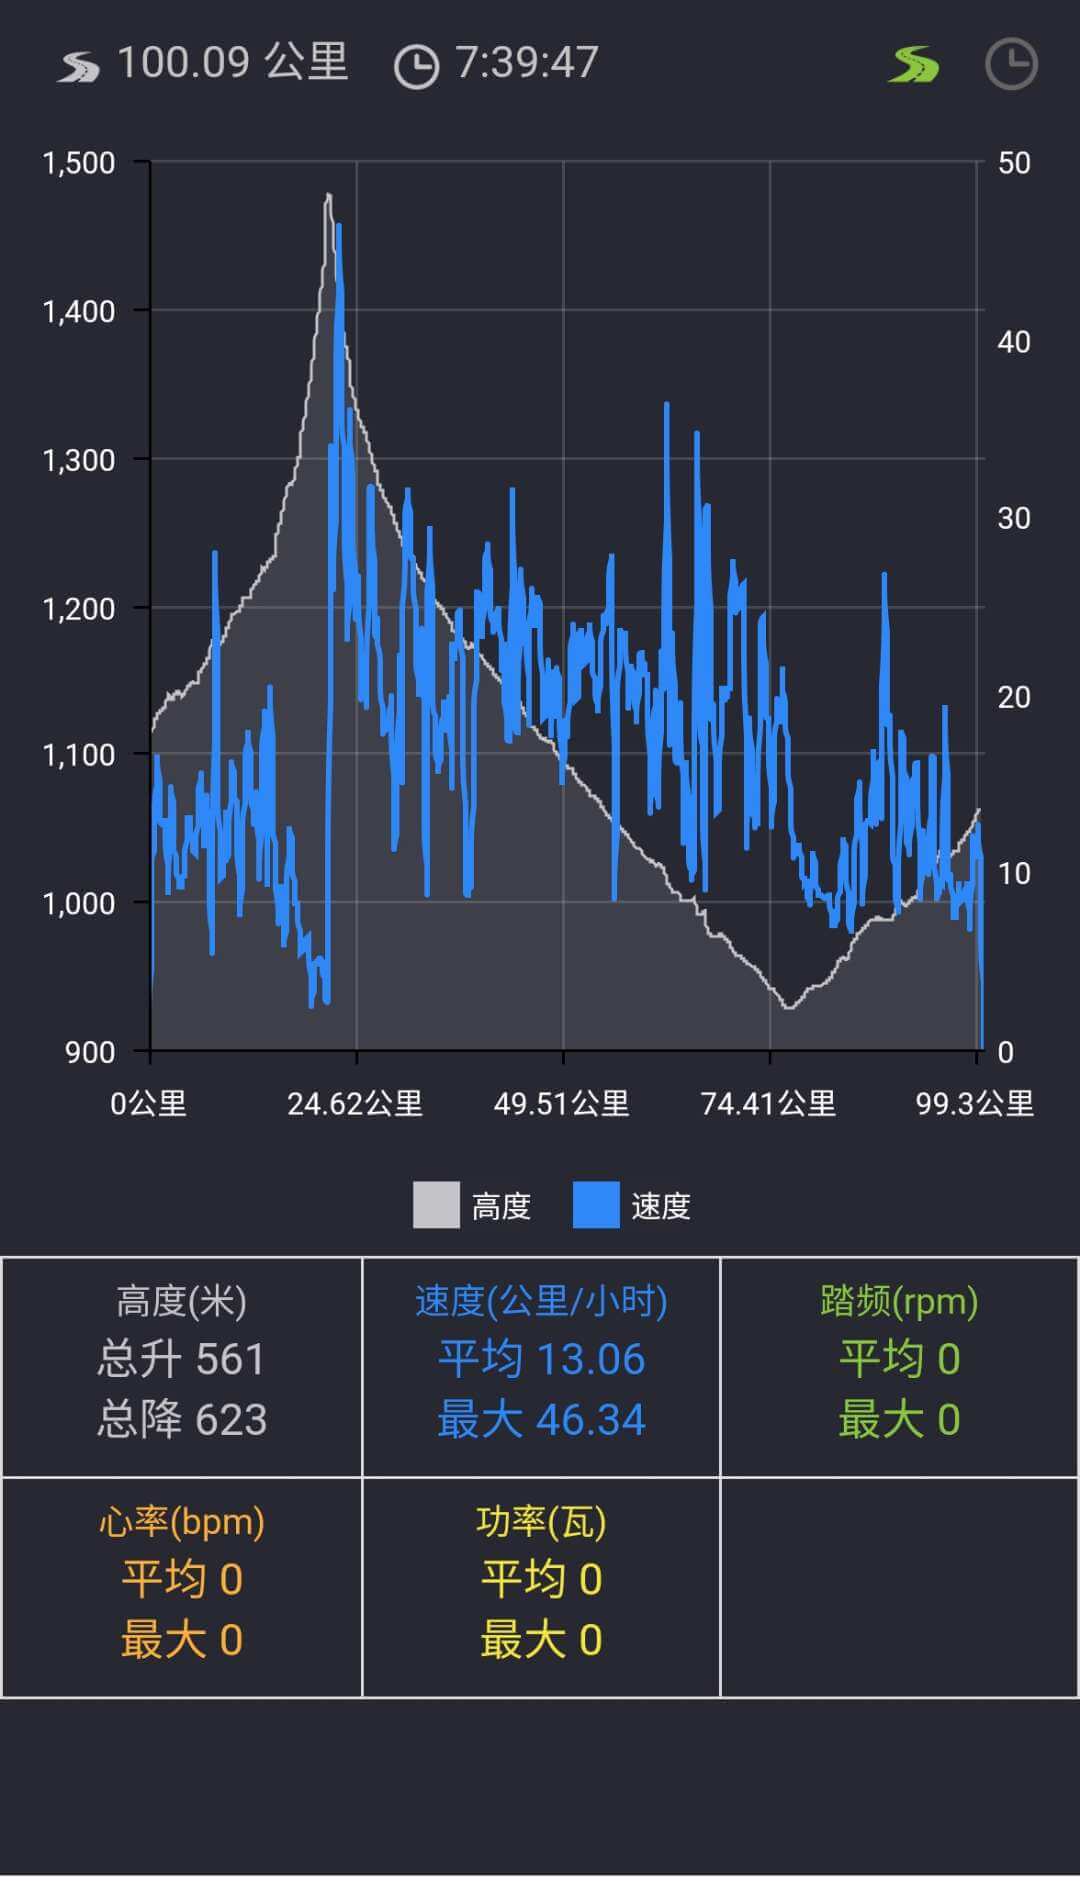 100.09 公里 7:39:47
1,500 50
1,400
40
1,300
30
1,200
20
1,100
10
1,000
900 0
0公里 24.62公里 49.51公里 74.41公里 99.3公里
高度 速度
高度(米) 速度(公里/小时) 踏频(rpm)
总升 561 平均 13.06 平均 0
总降 623 最大 46.34 最大 0
心率(bpm) 功率(瓦)
平均 0 平均 0
最大 0 最大 0